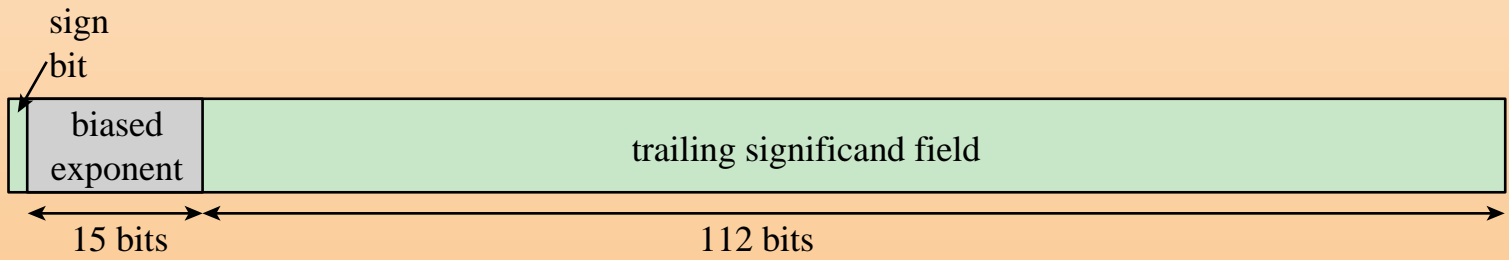 sign
bit
biased
exponent
trailing significand field
15 bits
112 bits